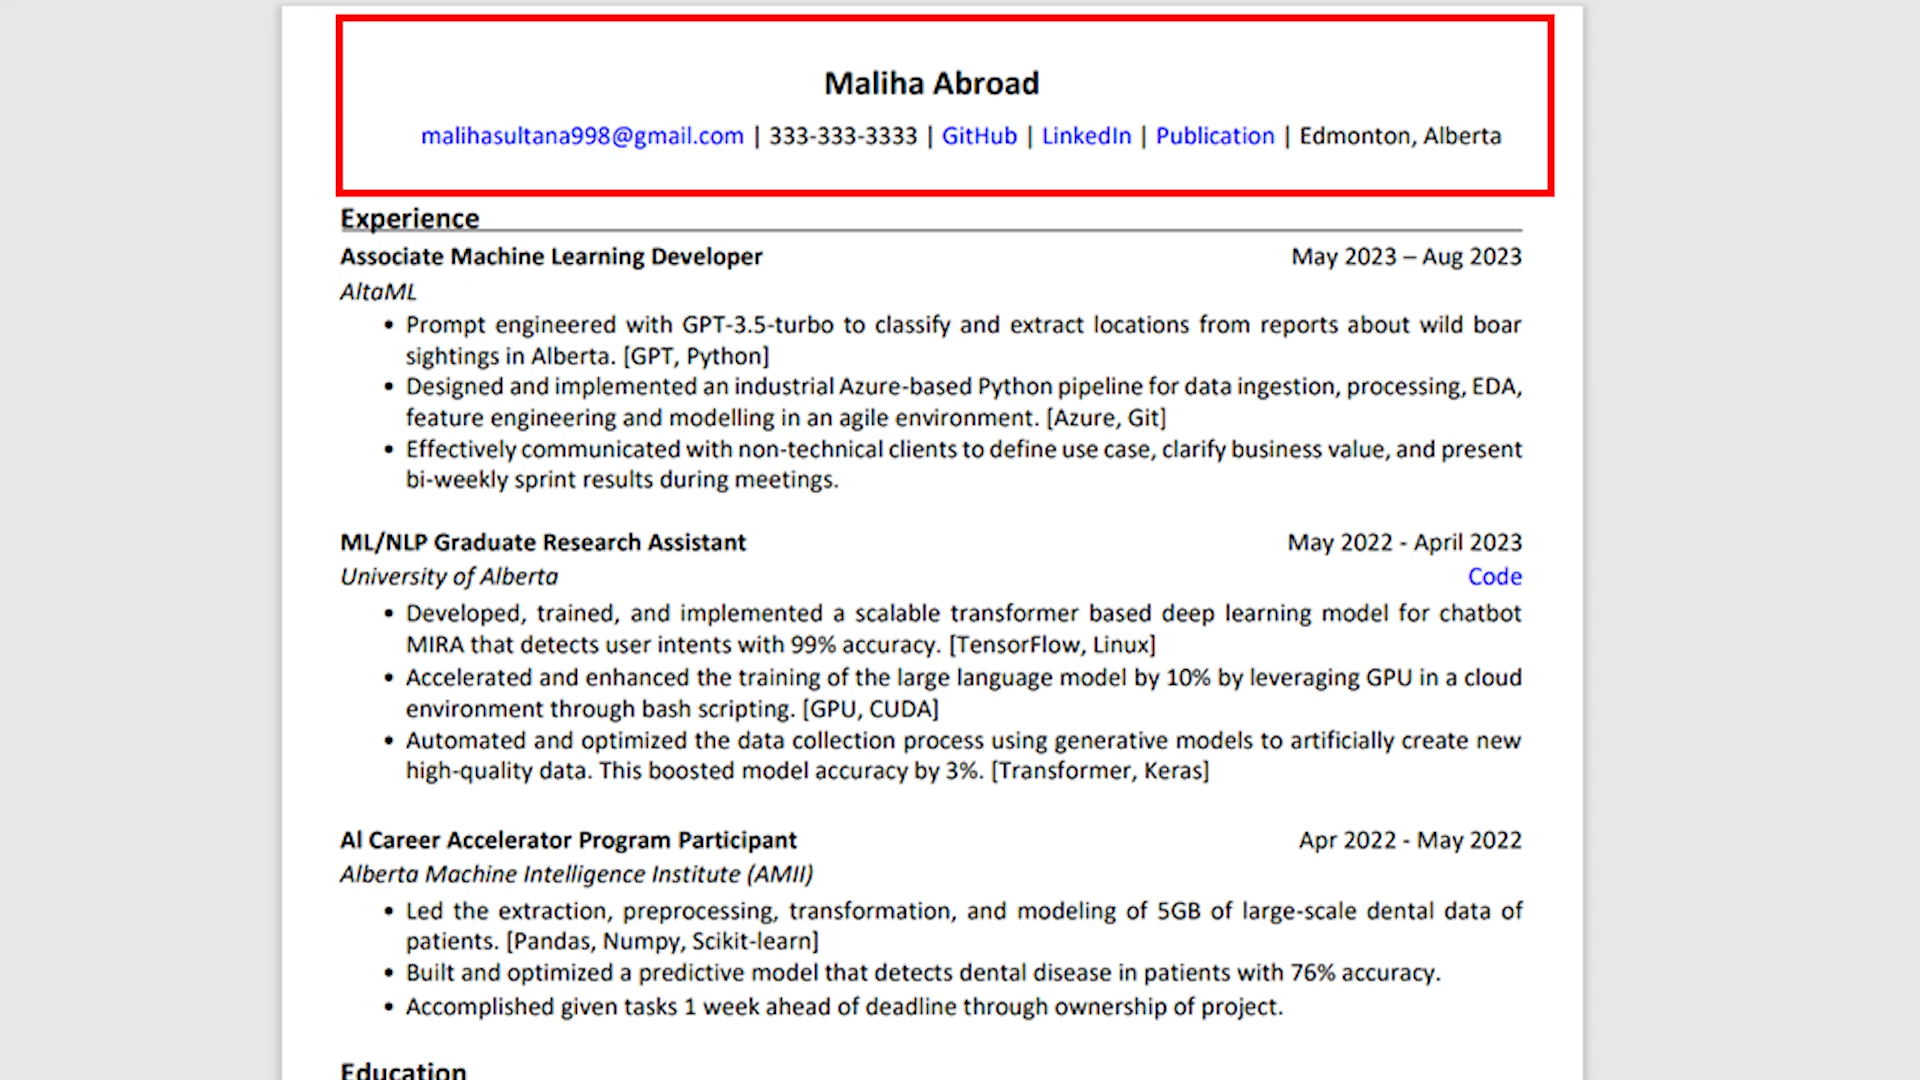 Maliha Abroad
malihasultana998@gmail.com | 333-333-3333 | GitHub | LinkedIn | Publication | Edmonton, Alberta
Experience
Associate Machine Learning Developer May 2023 – Aug 2023
AltaML
• Prompt engineered with GPT-3.5-turbo to classify and extract locations from reports about wild boar
sightings in Alberta. [GPT, Python]
• Designed and implemented an industrial Azure-based Python pipeline for data ingestion, processing, EDA,
feature engineering and modelling in an agile environment. [Azure, Git]
• Effectively communicated with non-technical clients to define use case, clarify business value, and present
bi-weekly sprint results during meetings.
ML/NLP Graduate Research Assistant May 2022 - April 2023
University of Alberta Code
• Developed, trained, and implemented a scalable transformer based deep learning model for chatbot
MIRA that detects user intents with 99% accuracy. [TensorFlow, Linux]
• Accelerated and enhanced the training of the large language model by 10% by leveraging GPU in a cloud
environment through bash scripting. [GPU, CUDA]
• Automated and optimized the data collection process using generative models to artificially create new
high-quality data. This boosted model accuracy by 3%. [Transformer, Keras]
AI Career Accelerator Program Participant Apr 2022 - May 2022
Alberta Machine Intelligence Institute (AMII)
• Led the extraction, preprocessing, transformation, and modeling of 5GB of large-scale dental data of
patients. [Pandas, Numpy, Scikit-learn]
• Built and optimized a predictive model that detects dental disease in patients with 76% accuracy.
• Accomplished given tasks 1 week ahead of deadline through ownership of project.
Education